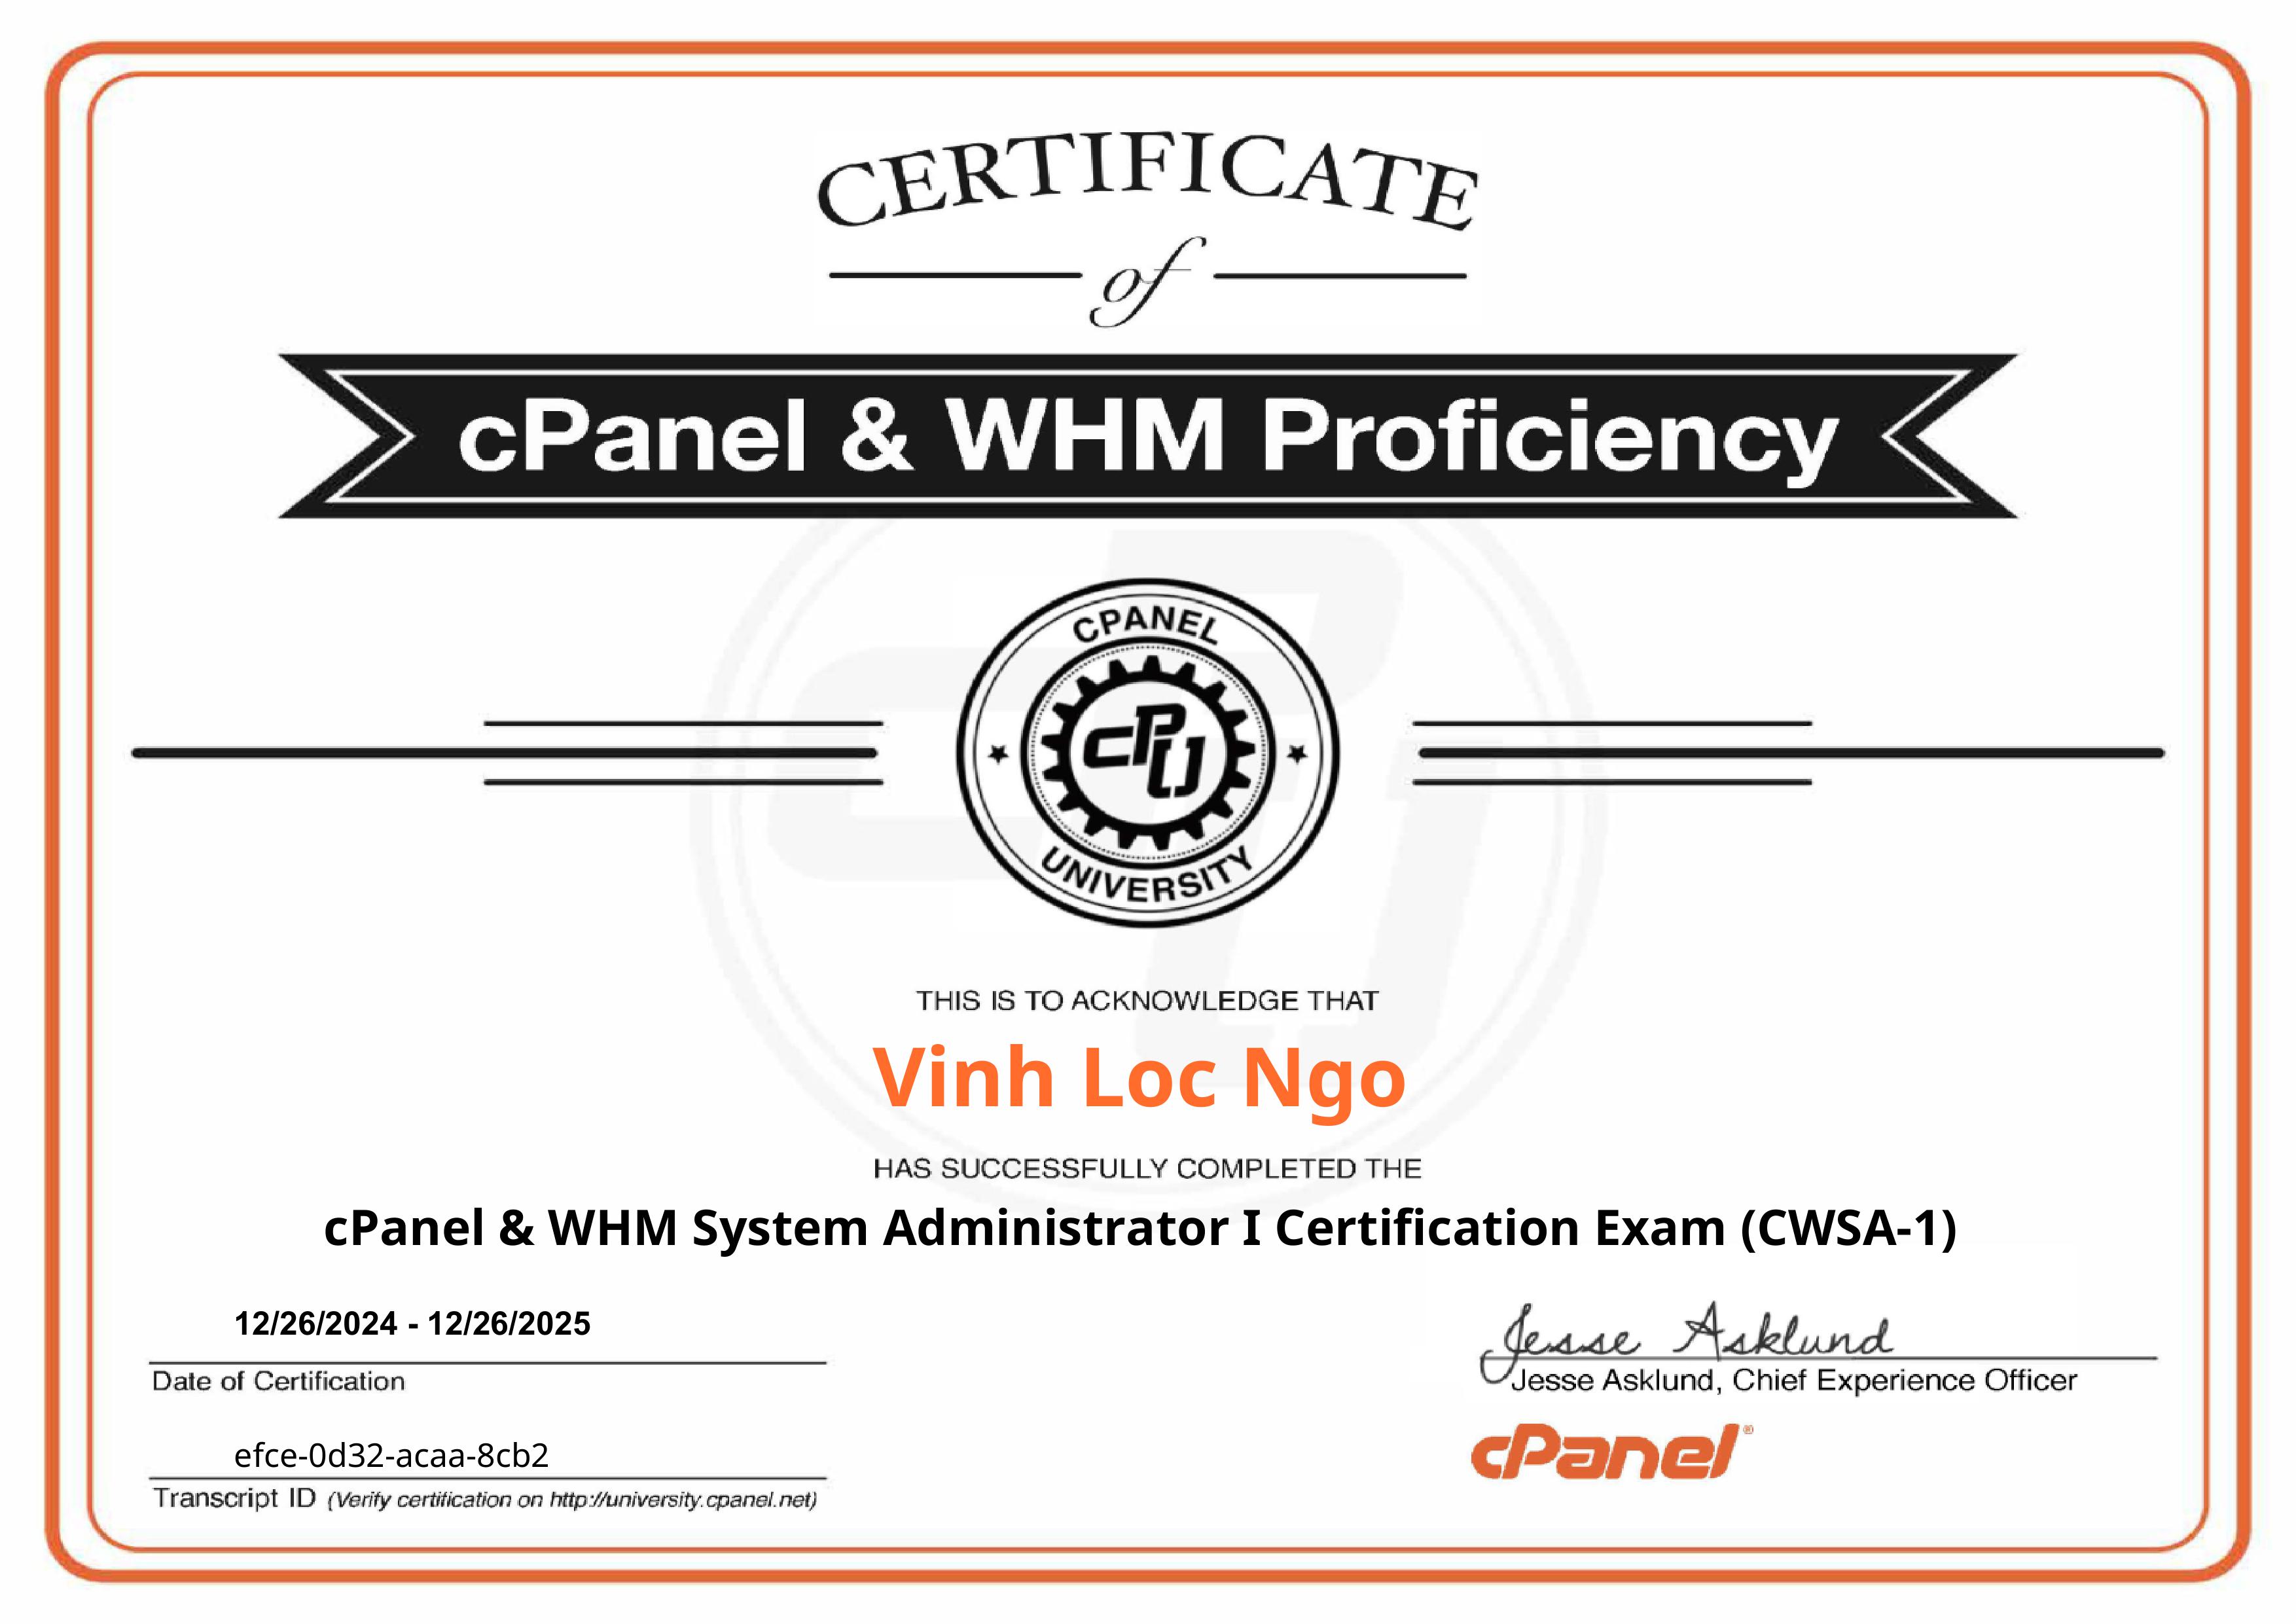 CERTIFICATE
of
cPanel & WHM Proficiency
CPANEL
CPU
UNIVERSITY
THIS IS TO ACKNOWLEDGE THAT
Vinh Loc Ngo
HAS SUCCESSFULLY COMPLETED THE
cPanel & WHM System Administrator I Certification Exam (CWSA-1)
12/26/2024 - 12/26/2025
Date of Certification
efce-0d32-acaa-8cb2
Transcript ID (Verify certification on http://university.cpanel.net)
Jesse Asklund
Jesse Asklund, Chief Experience Officer
cPanel®